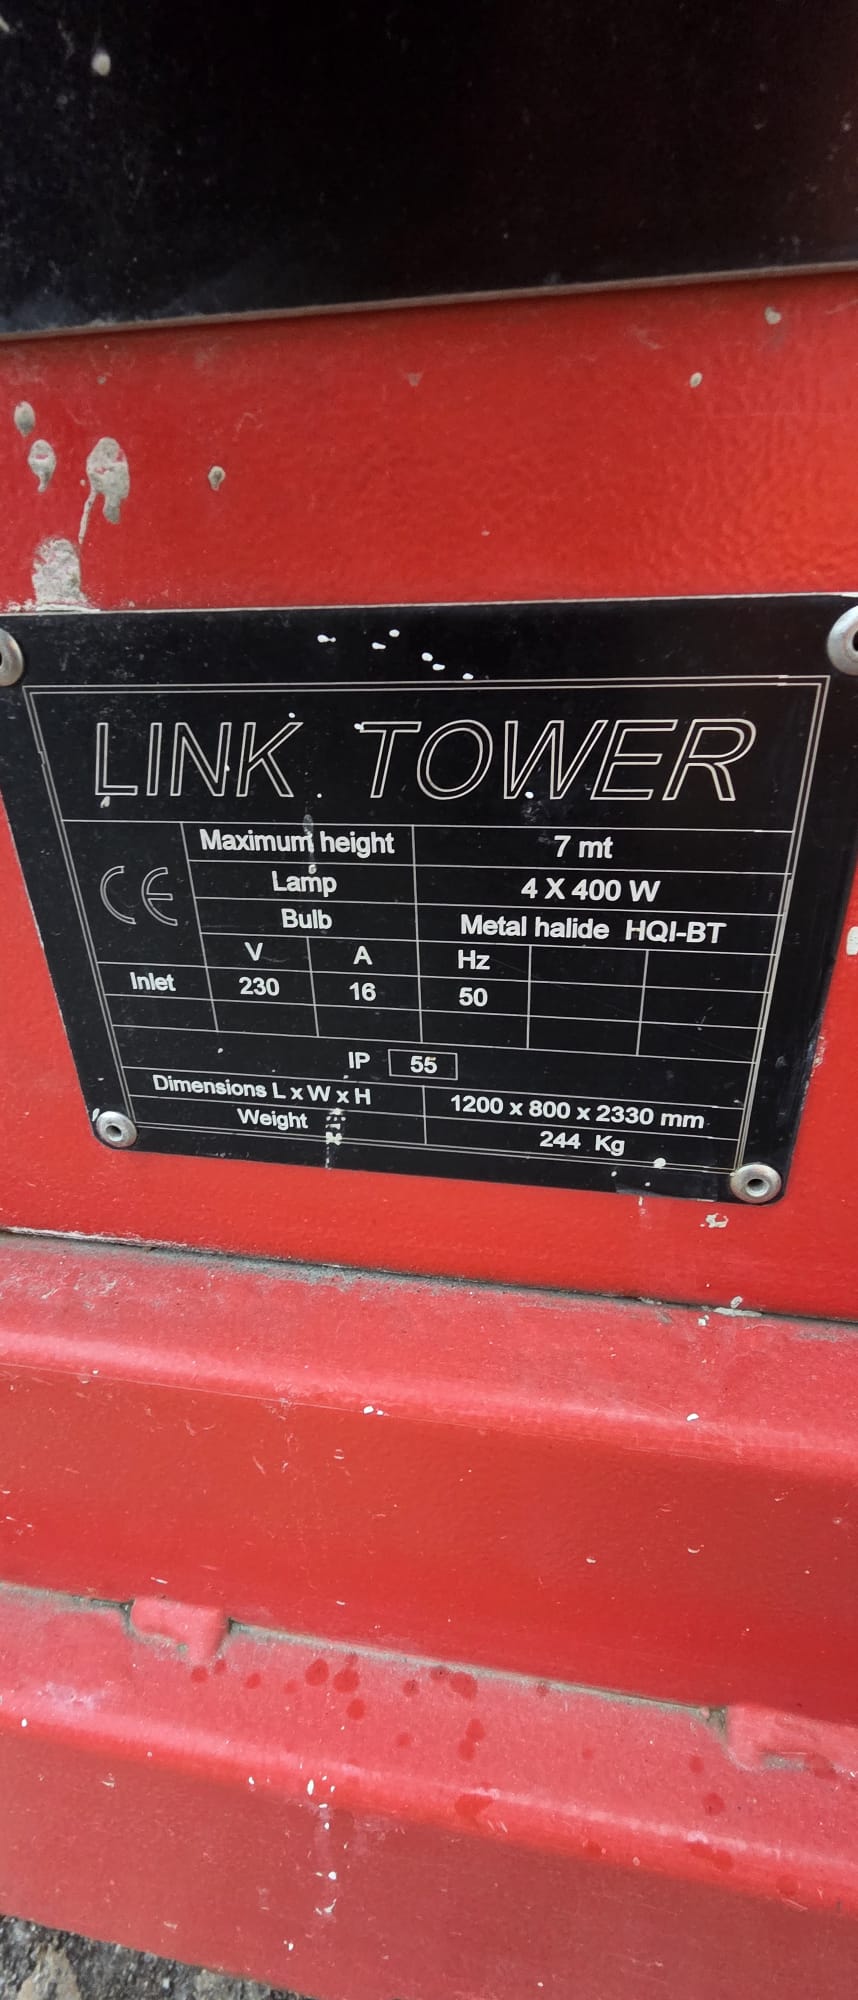 LINK TOWER
CE
Maximum height 7 mt
Lamp 4 X 400 W
Bulb Metal halide HQI-BT
V A Hz
Inlet 230 16 50
IP 55
Dimensions L x W x H 1200 x 800 x 2330 mm
Weight 244 Kg